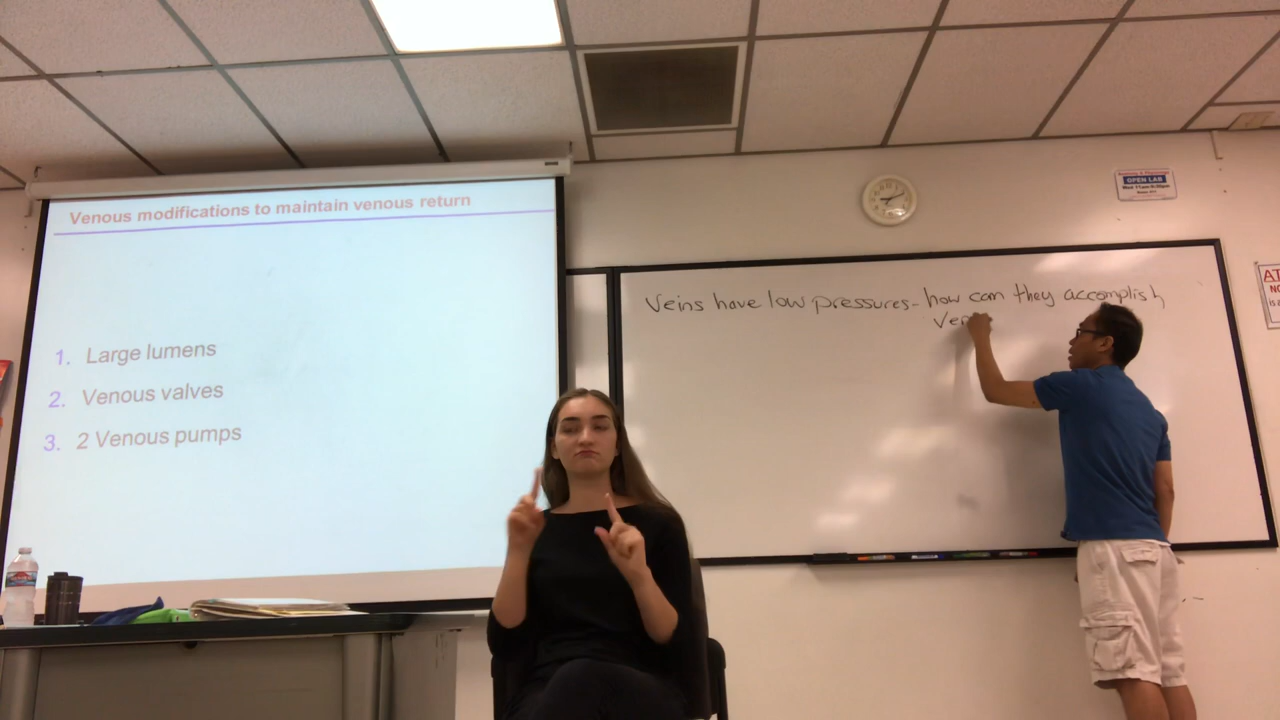 Venous modifications to maintain venous return
1. Large lumens
2. Venous valves
3. 2 Venous pumps
Veins have low pressures - how can they accomplish
Ven
OPEN LAB